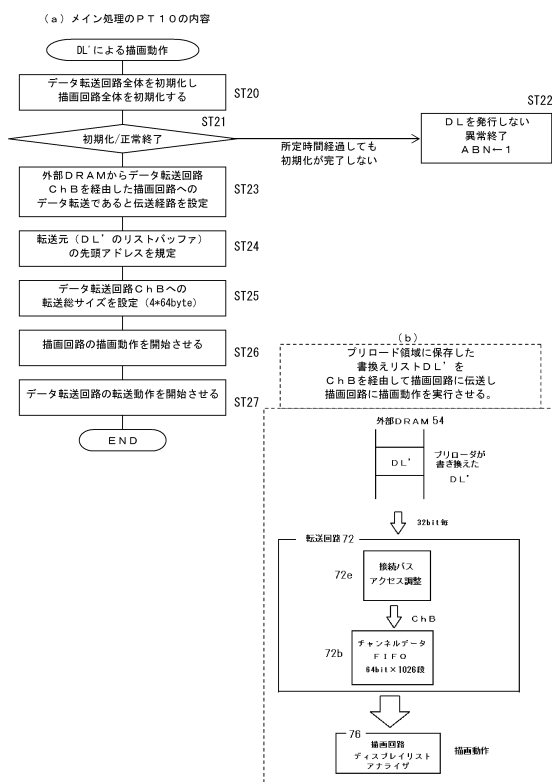 (a) メイン処理のPT10の内容
DL'による描画動作
データ転送回路全体を初期化し
描画回路全体を初期化する
ST20
ST21
初期化/正常終了
所定時間経過しても
初期化が完了しない
ST22
DLを発行しない
異常終了
ABN←1
外部DRAMからデータ転送回路
ChBを経由した描画回路への
データ転送であると伝送経路を設定
ST23
転送元(DL'のリストバッファ)
の先頭アドレスを規定
ST24
データ転送回路ChBへの
転送総サイズを設定(4*64byte)
ST25
描画回路の描画動作を開始させる
ST26
データ転送回路の転送動作を開始させる
ST27
END
(b)
プリロード領域に保存した
書換えリストDL'を
ChBを経由して描画回路に伝送し
描画回路に描画動作を実行させる。
外部DRAM 54
DL'
プリローダが
書き換えた
DL'
32bit毎
転送回路 72
72e
接続バス
アクセス調整
ChB
72b
チャンネルデータ
FIFO
64bit×1026段
76
描画回路
ディスプレイリスト
アナライザ
描画動作